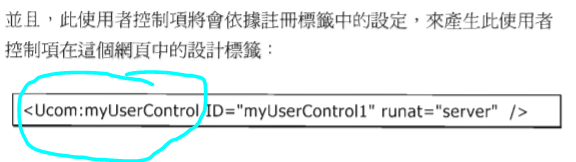 並且，此使用者控制項將會依據註冊標籤中的設定，來產生此使用者
控制項在這個網頁中的設計標籤：
<Ucom:myUserControl ID="myUserControl1" runat="server" />